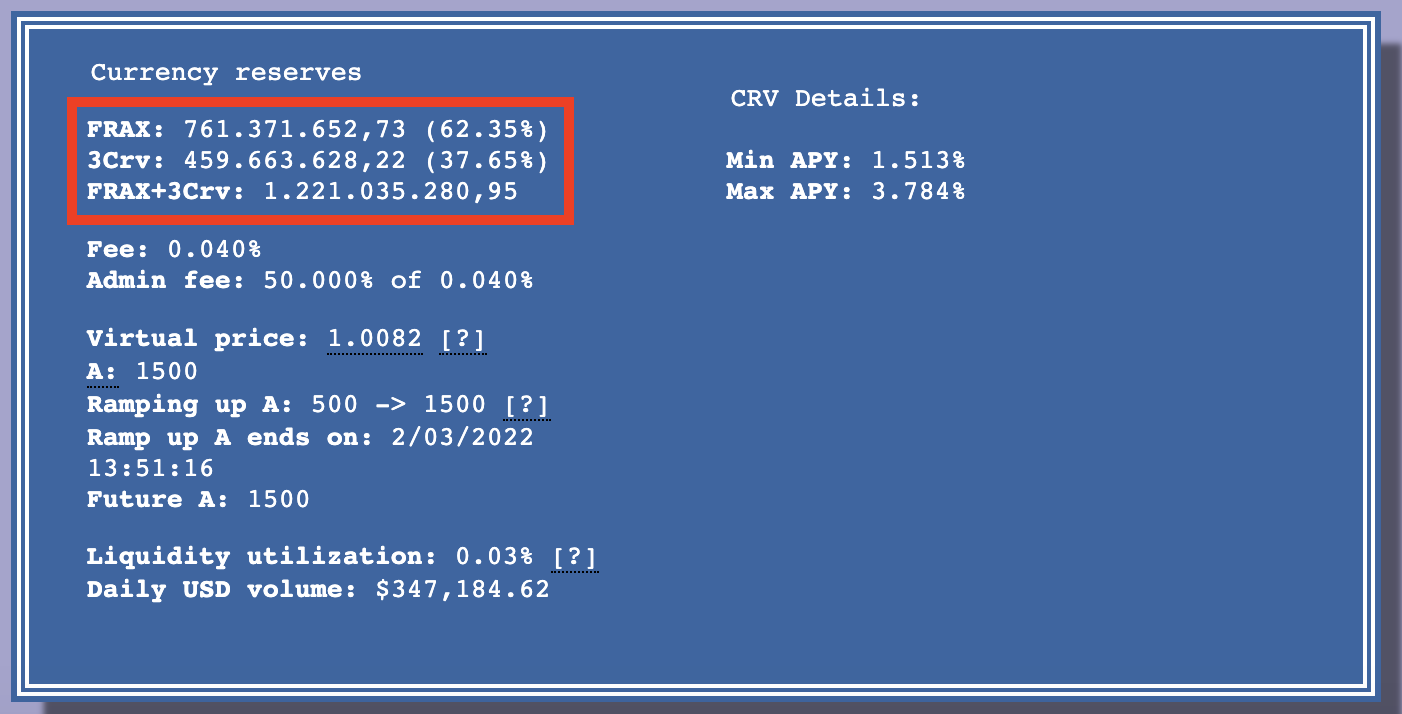 Currency reserves
FRAX: 761.371.652,73 (62.35%)
3Crv: 459.663.628,22 (37.65%)
FRAX+3Crv: 1.221.035.280,95
Fee: 0.040%
Admin fee: 50.000% of 0.040%
Virtual price: 1.0082 [?]
A: 1500
Ramping up A: 500 -> 1500 [?]
Ramp up A ends on: 2/03/2022
13:51:16
Future A: 1500
Liquidity utilization: 0.03% [?]
Daily USD volume: $347,184.62
CRV Details:
Min APY: 1.513%
Max APY: 3.784%